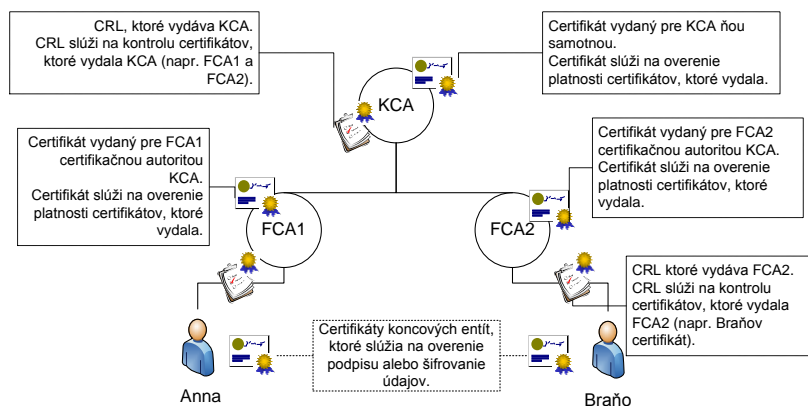 CRL, ktoré vydáva KCA.
CRL slúži na kontrolu certifikátov,
ktoré vydala KCA (napr. FCA1 a
FCA2).
Certifikát vydaný pre KCA ňou
samotnou.
Certifikát slúži na overenie
platnosti certifikátov, ktoré vydala.
KCA
Certifikát vydaný pre FCA1
certifikačnou autoritou
KCA.
Certifikát slúži na overenie
platnosti certifikátov, ktoré
vydala.
Certifikát vydaný pre FCA2
certifikačnou autoritou KCA.
Certifikát slúži na overenie
platnosti certifikátov, ktoré
vydala.
FCA1
FCA2
CRL ktoré vydáva FCA2.
CRL slúži na kontrolu
certifikátov, ktoré vydala
FCA2 (napr. Braňov
certifikát).
Certifikáty koncových entít,
ktoré slúžia na overenie
podpisu alebo šifrovanie
údajov.
Anna
Braňo